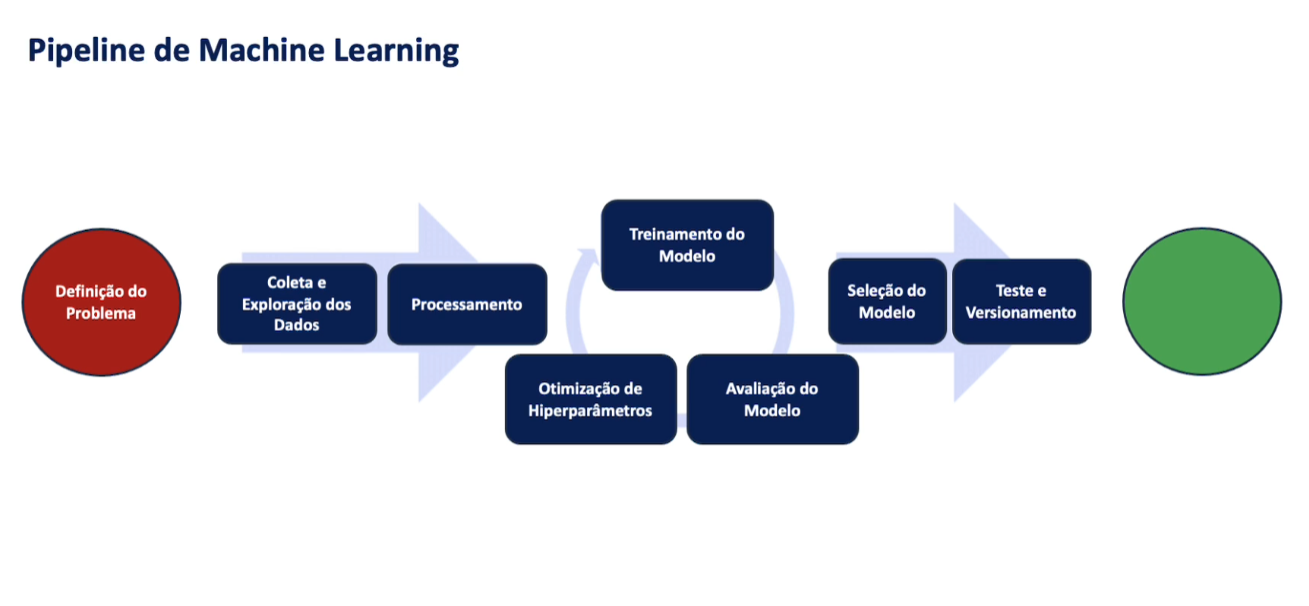 Pipeline de Machine Learning
Definição do
Problema
Coleta e
Exploração dos
Dados
Processamento
Treinamento do
Modelo
Otimização de
Hiperparâmetros
Avaliação do
Modelo
Seleção do
Modelo
Teste e
Versionamento